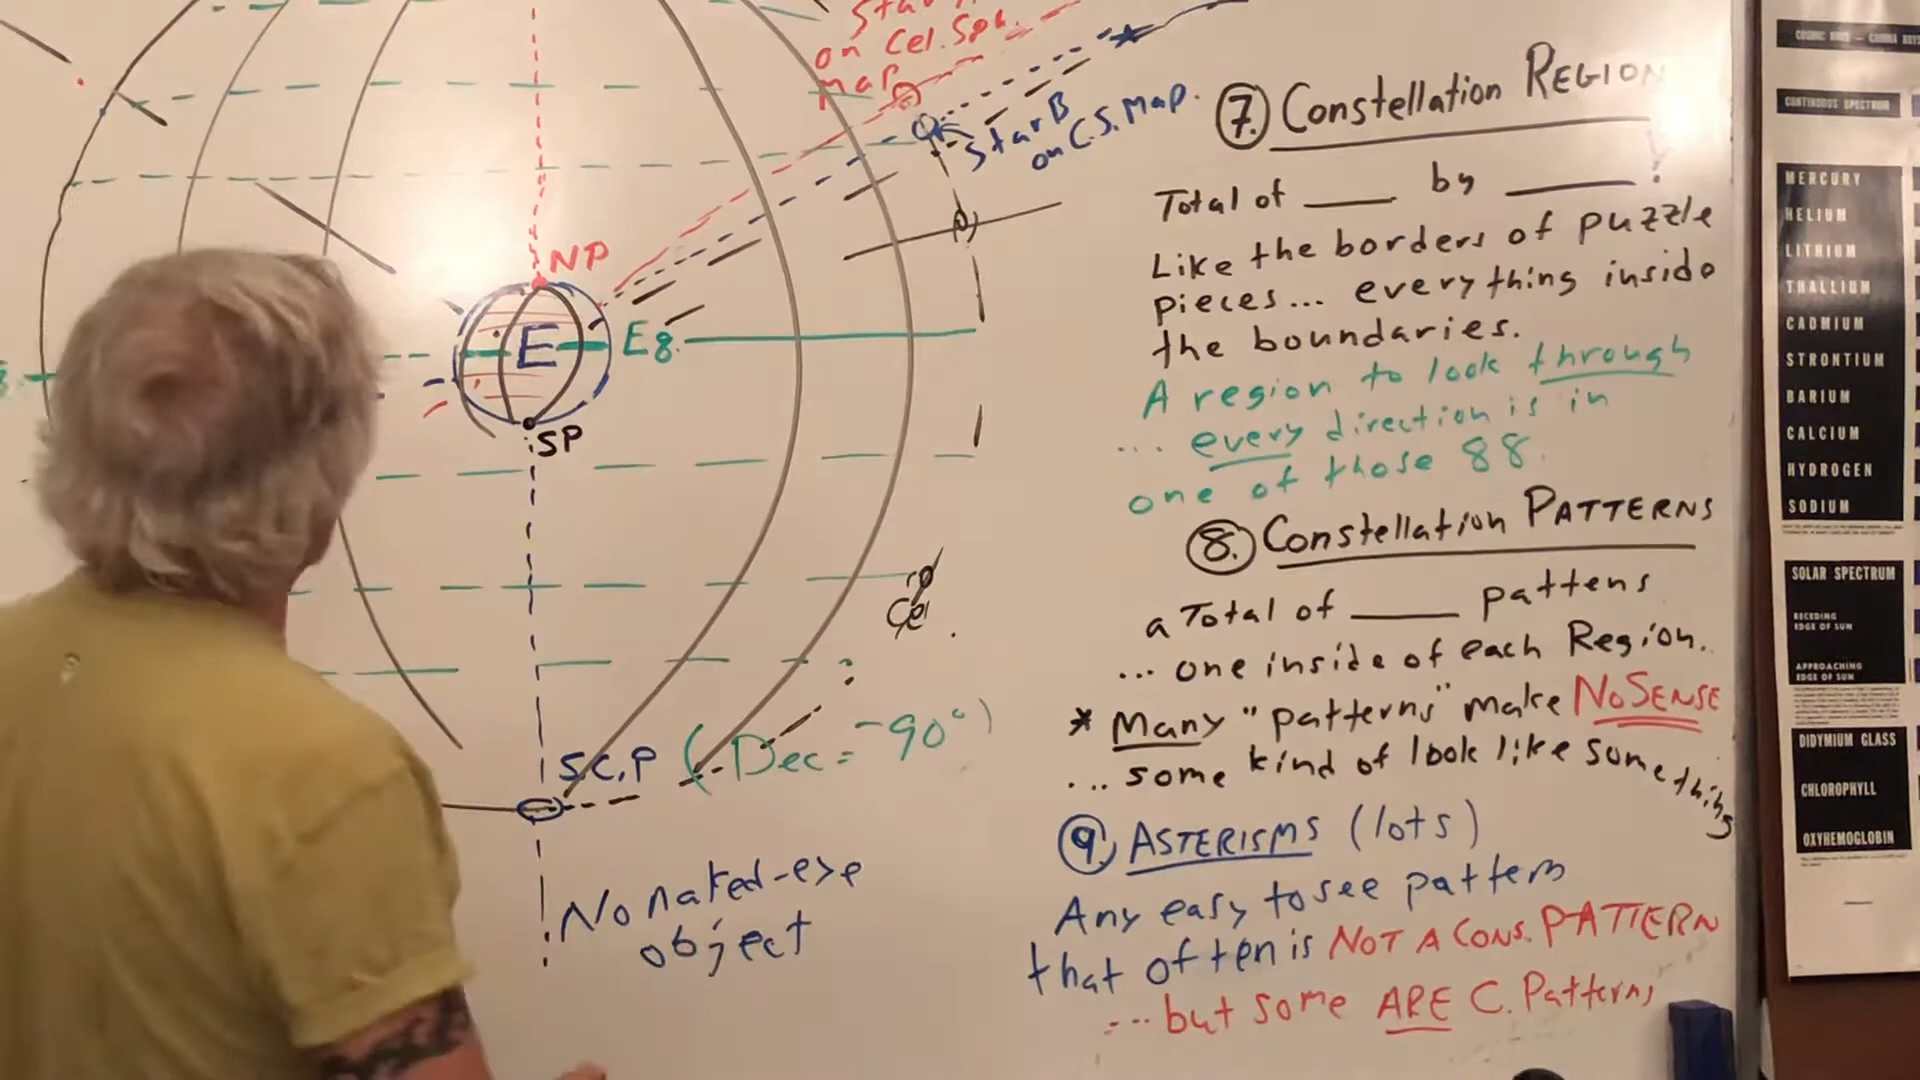 Star
on Cel. Sph.
map
Star B
on C.S. Map.
NP
E
Eq.
SP
Cel
S.C.P (Dec = -90°)
No naked-eye
object
7. Constellation REGION
Total of ____ by ____!
Like the borders of puzzle
pieces... everything inside
the boundaries.
A region to look through
... every direction is in
one of those 88.
8. Constellation PATTERNS
a Total of ____ pattens
... one inside of each Region.
* Many "patterns" make NO SENSE
... some kind of look like something
9. ASTERISMS (lots)
Any easy to see pattern
that often is NOT A CONS. PATTERN
... but some ARE C. Patterns
CONTINUOUS SPECTRUM
MERCURY
HELIUM
LITHIUM
THALLIUM
CADMIUM
STRONTIUM
BARIUM
CALCIUM
HYDROGEN
SODIUM
SOLAR SPECTRUM
RECEDING
EDGE OF SUN
APPROACHING
EDGE OF SUN
DIDYMIUM GLASS
CHLOROPHYLL
OXYHEMOGLOBIN